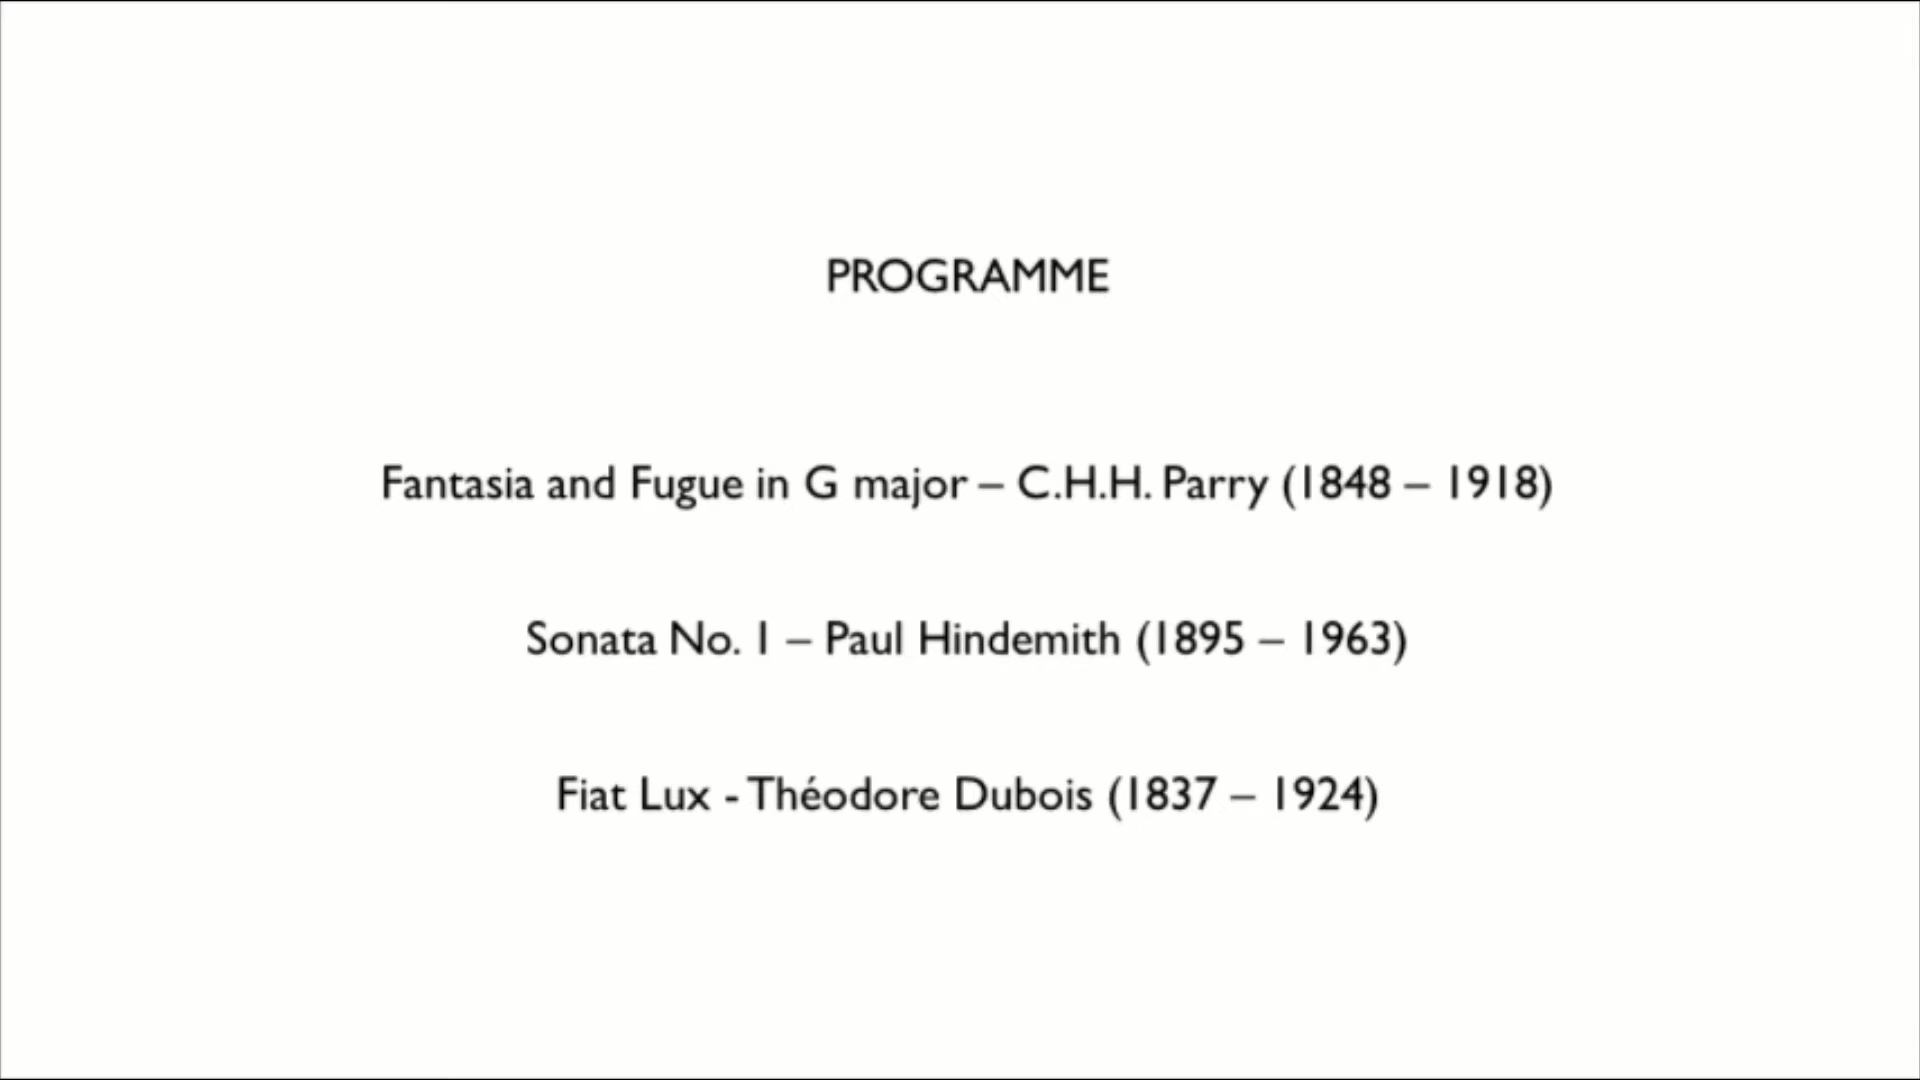 PROGRAMME
Fantasia and Fugue in G major – C.H.H. Parry (1848 – 1918)
Sonata No. 1 – Paul Hindemith (1895 – 1963)
Fiat Lux - Théodore Dubois (1837 – 1924)